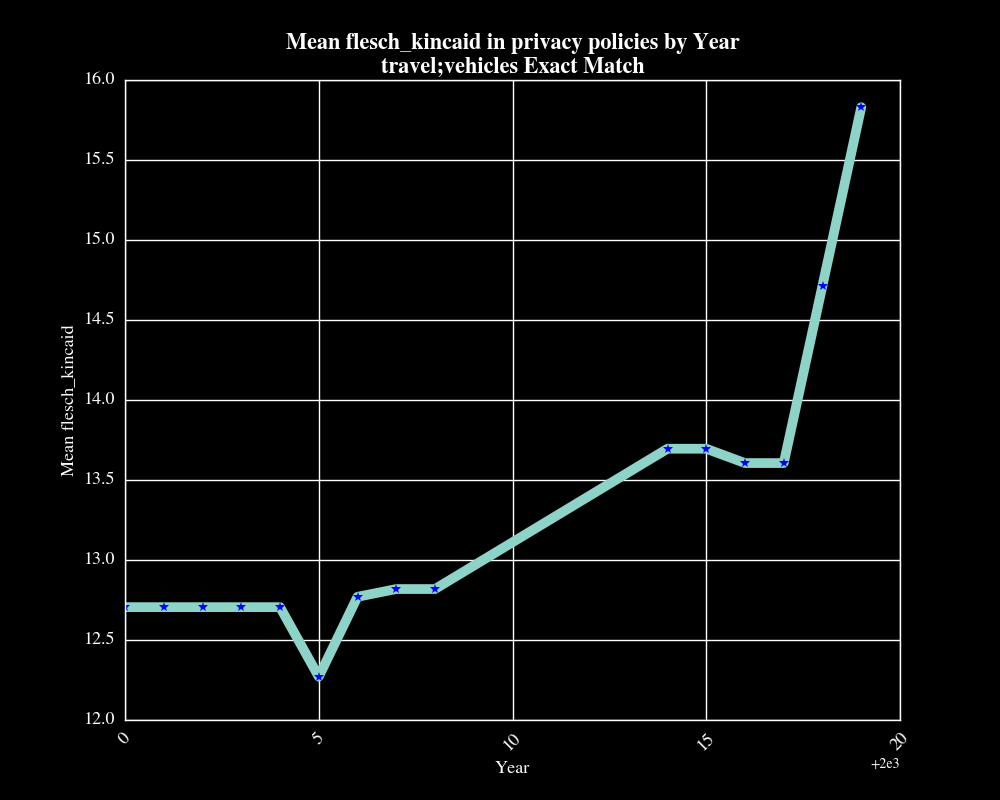 Mean flesch_kincaid in privacy policies by Year
travel;vehicles Exact Match
16.0
15.5
15.0
14.5
14.0
13.5
13.0
12.5
12.0
Mean flesch_kincaid
0 5 10 15 20
Year
+2e3